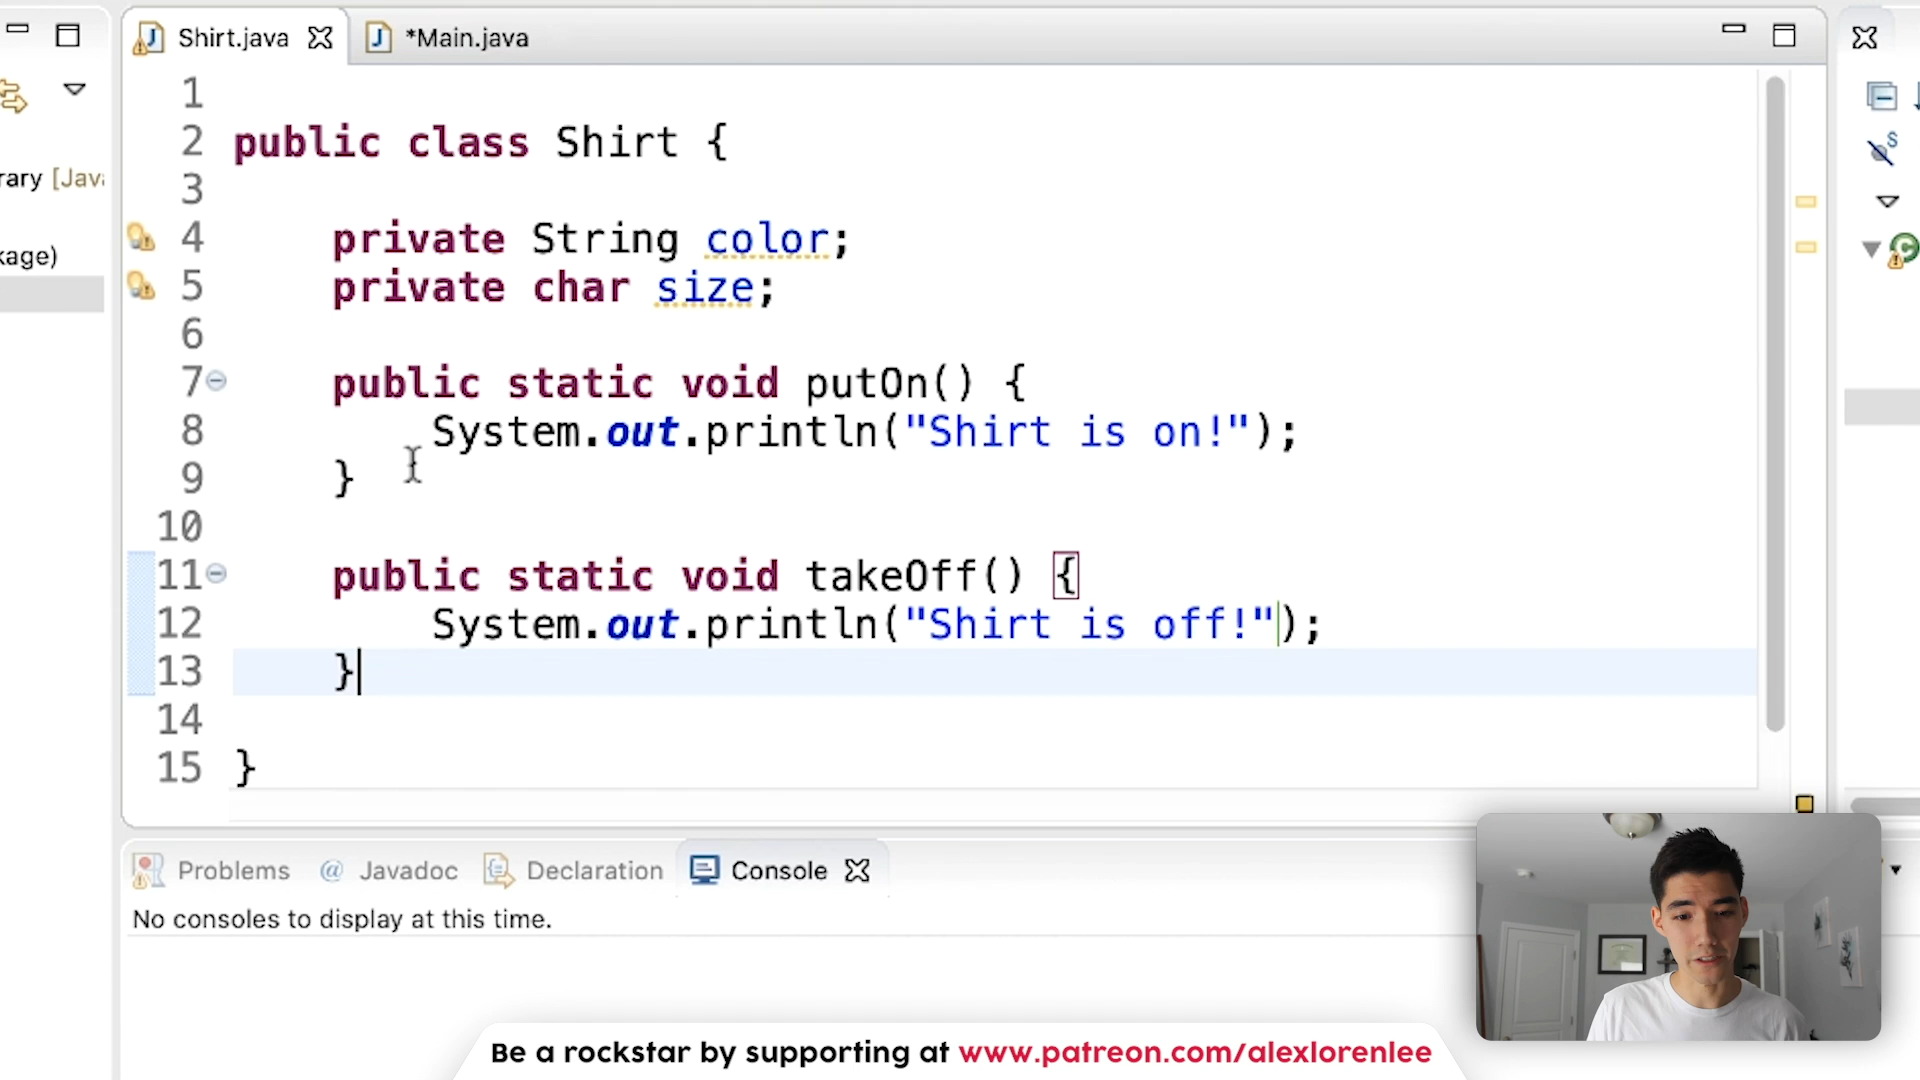 Shirt.java
*Main.java
1
2 public class Shirt {
3
4 private String color;
5 private char size;
6
7 public static void putOn() {
8 System.out.println("Shirt is on!");
9 }
10
11 public static void takeOff() {
12 System.out.println("Shirt is off!");
13 }
14
15 }
rary [Java
kage)
Problems @ Javadoc Declaration Console
No consoles to display at this time.
Be a rockstar by supporting at www.patreon.com/alexlorenlee